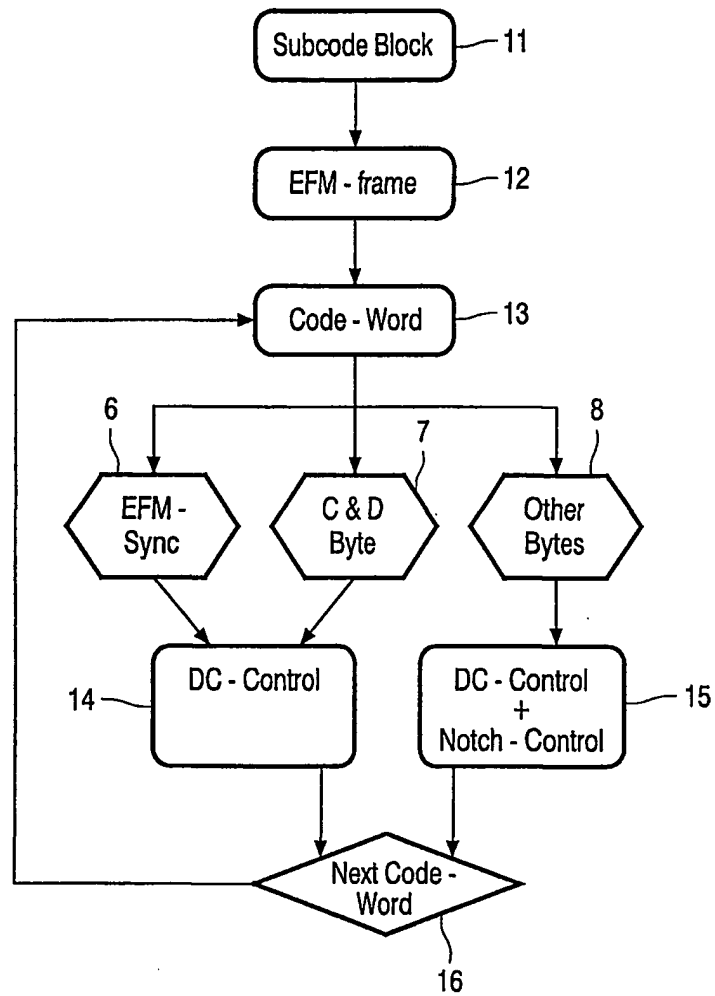 Subcode Block
11
EFM - frame
12
Code - Word
13
6
7
8
EFM -
Sync
C & D
Byte
Other
Bytes
14
DC - Control
DC - Control
+
Notch - Control
15
Next Code -
Word
16